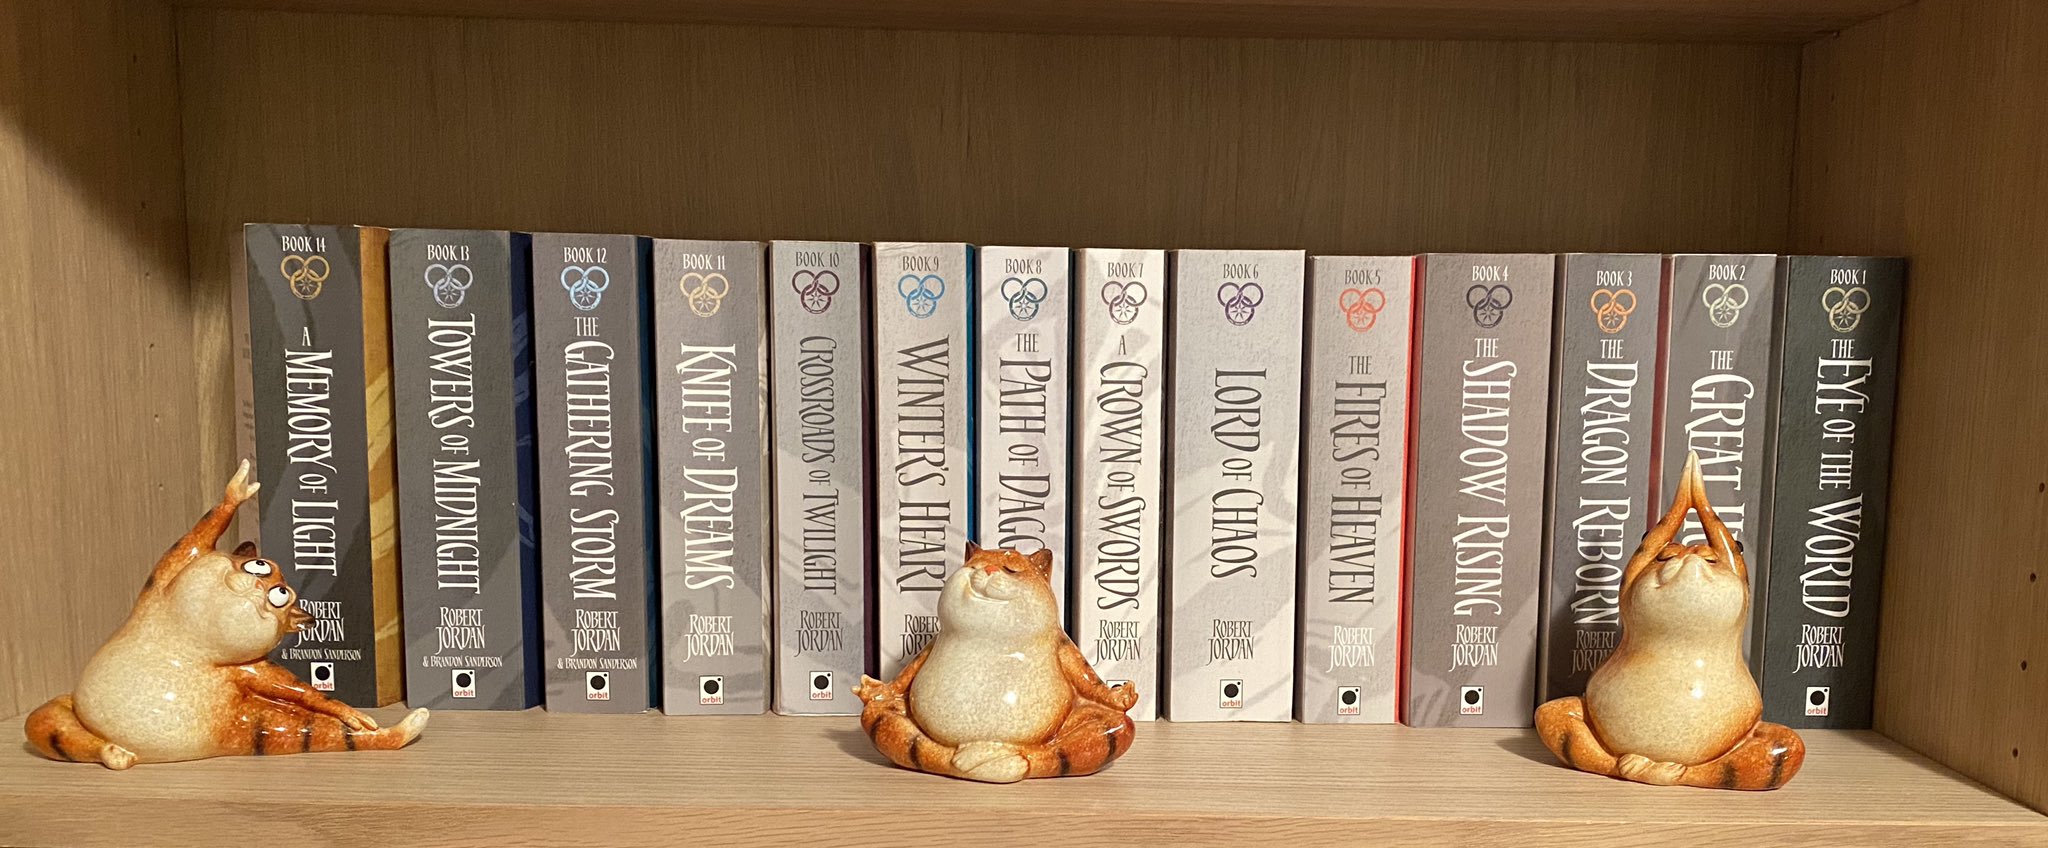 BOOK 14
A MEMORY OF LIGHT
ROBERT
JORDAN
& BRANDON SANDERSON
orbit
BOOK 13
TOWERS OF MIDNIGHT
ROBERT
JORDAN
& BRANDON SANDERSON
orbit
BOOK 12
THE GATHERING STORM
ROBERT
JORDAN
& BRANDON SANDERSON
orbit
BOOK 11
KNIFE OF DREAMS
ROBERT
JORDAN
orbit
BOOK 10
CROSSROADS OF TWILIGHT
ROBERT
JORDAN
orbit
BOOK 9
WINTER'S HEART
BOOK 8
THE PATH OF
BOOK 7
A CROWN OF SWORDS
ROBERT
JORDAN
BOOK 6
LORD OF CHAOS
ROBERT
JORDAN
orbit
BOOK 5
THE FIRES OF HEAVEN
ROBERT
JORDAN
orbit
BOOK 4
THE SHADOW RISING
ROBERT
JORDAN
orbit
BOOK 3
THE DRAGON REBORN
ROBERT
BOOK 2
THE GREAT
BOOK 1
THE EYE OF THE WORLD
ROBERT
JORDAN
orbit